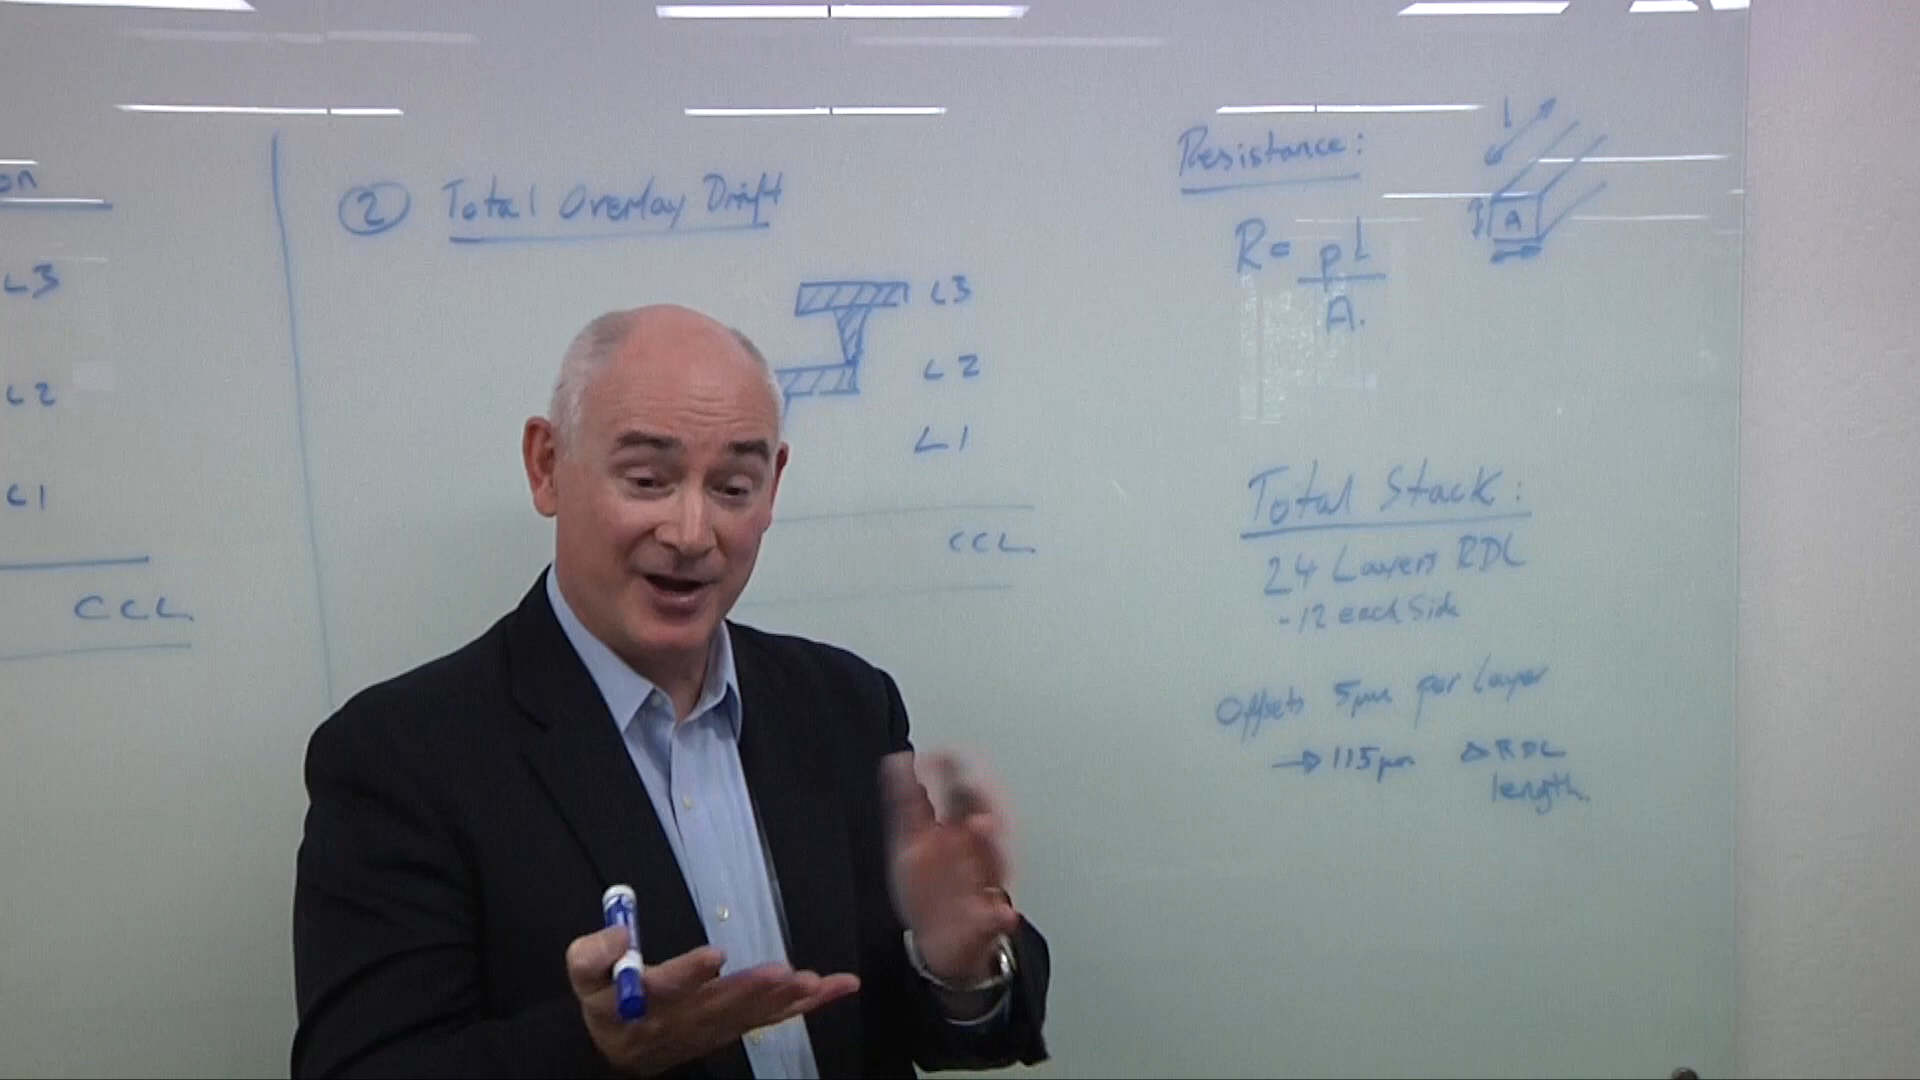 on
L3
L2
L1
CCL
② Total Overlay Drift
L3
L2
L1
CCL
Resistance:
l
A
R = ρl
A.
Total Stack:
24 Layers RDL
- 12 each Side
Offsets 5μm per layer
→ 115μm Δ RDL
length.